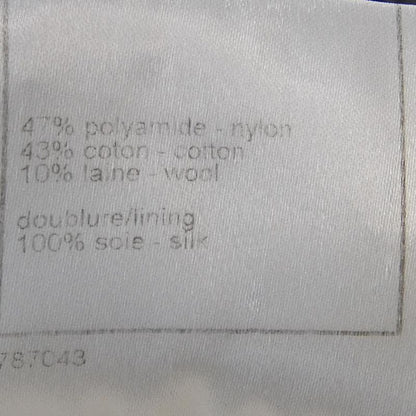 47% polyamide - nylon
43% coton - cotton
10% laine - wool
doublure/lining
100% soie - silk
787043